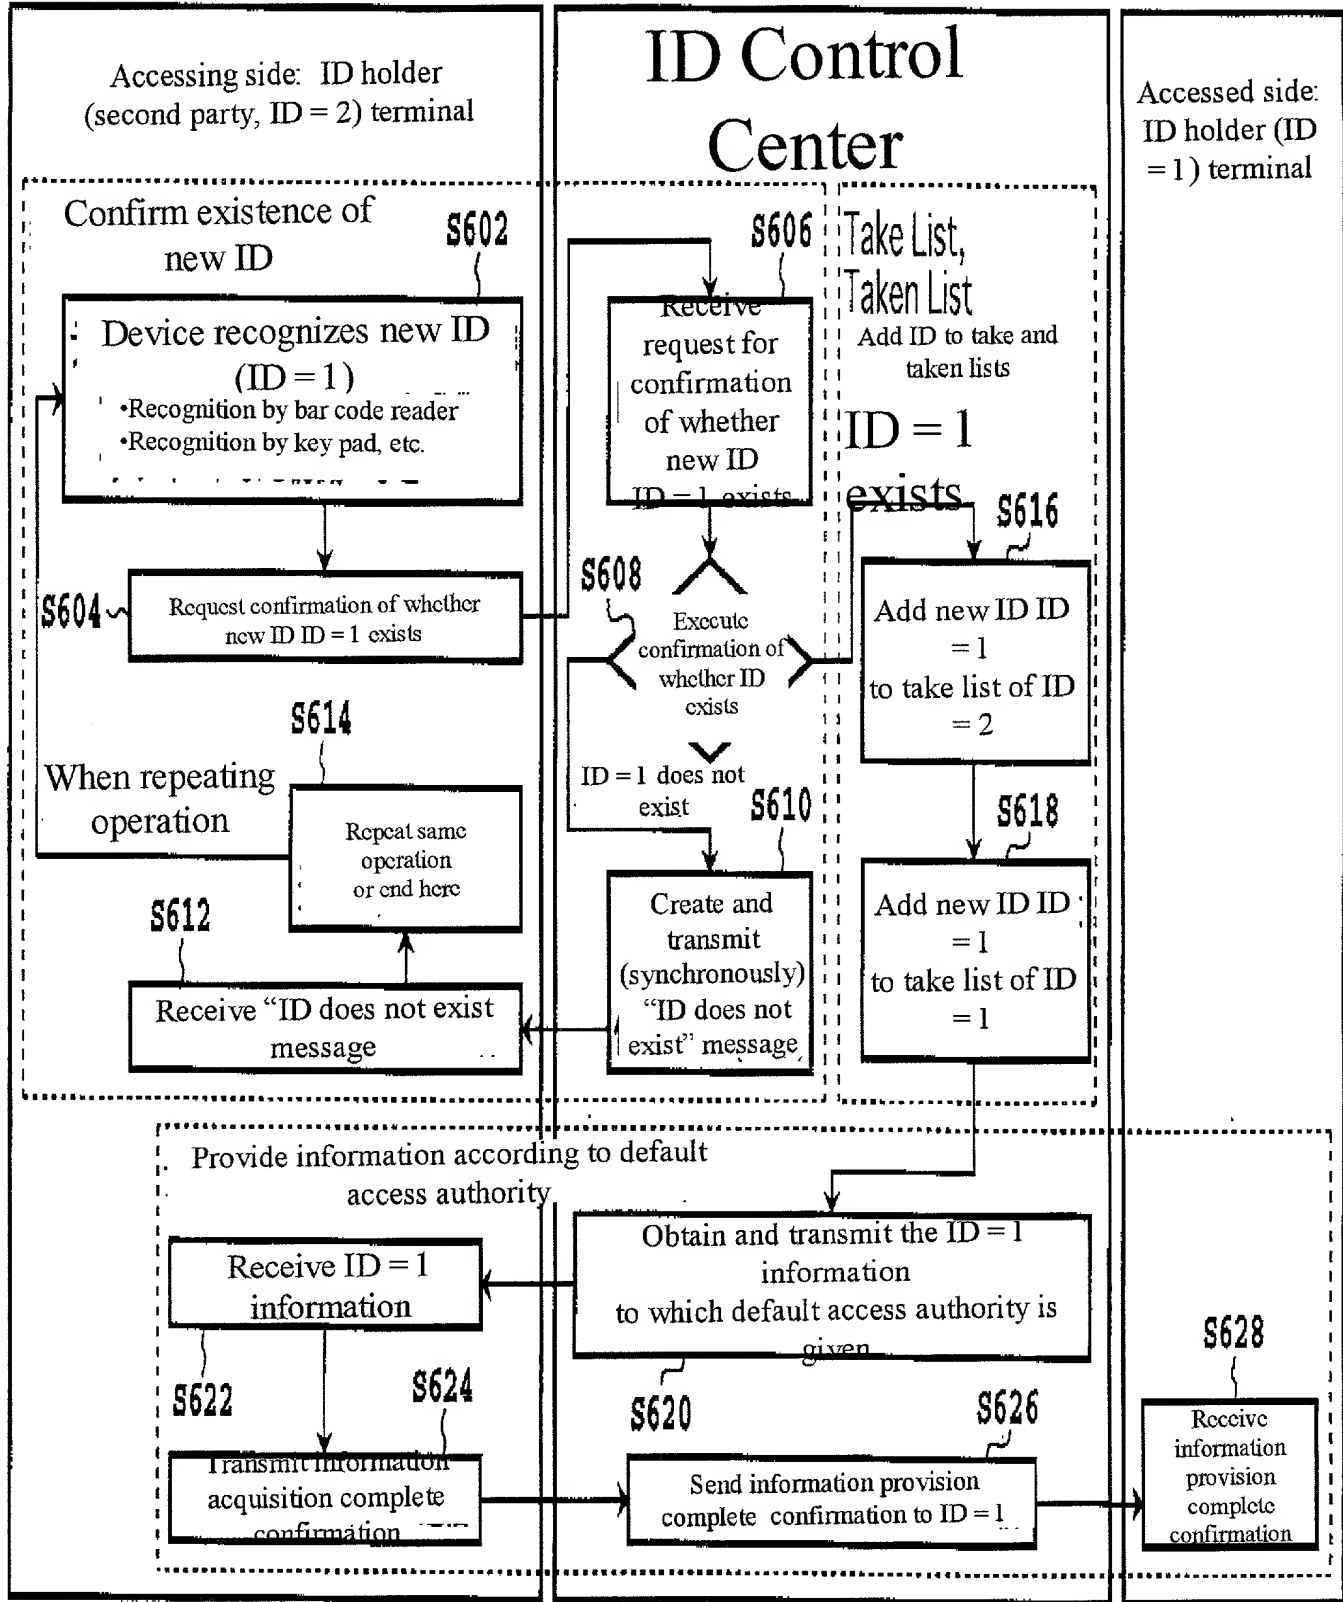 Accessing side: ID holder
(second party, ID = 2) terminal
ID Control
Center
Accessed side:
ID holder (ID
= 1) terminal
Confirm existence of
new ID
S602
Device recognizes new ID
(ID = 1)
•Recognition by bar code reader
•Recognition by key pad, etc.
S604
Request confirmation of whether
new ID ID = 1 exists
S606
Receive
request for
confirmation
of whether
new ID
ID = 1 exists
S608
Execute
confirmation of
whether ID
exists
ID = 1 does not
exist
S610
Create and
transmit
(synchronously)
“ID does not
exist” message
S612
Receive “ID does not exist
message
S614
Repeat same
operation
or end here
When repeating
operation
Take List,
Taken List
Add ID to take and
taken lists
ID = 1
exists
S616
Add new ID ID
= 1
to take list of ID
= 2
S618
Add new ID ID
= 1
to take list of ID
= 1
Provide information according to default
access authority
Obtain and transmit the ID = 1
information
to which default access authority is
given
S620
Receive ID = 1
information
S622
S624
Transmit information
acquisition complete
confirmation
S626
Send information provision
complete confirmation to ID = 1
S628
Receive
information
provision
complete
confirmation